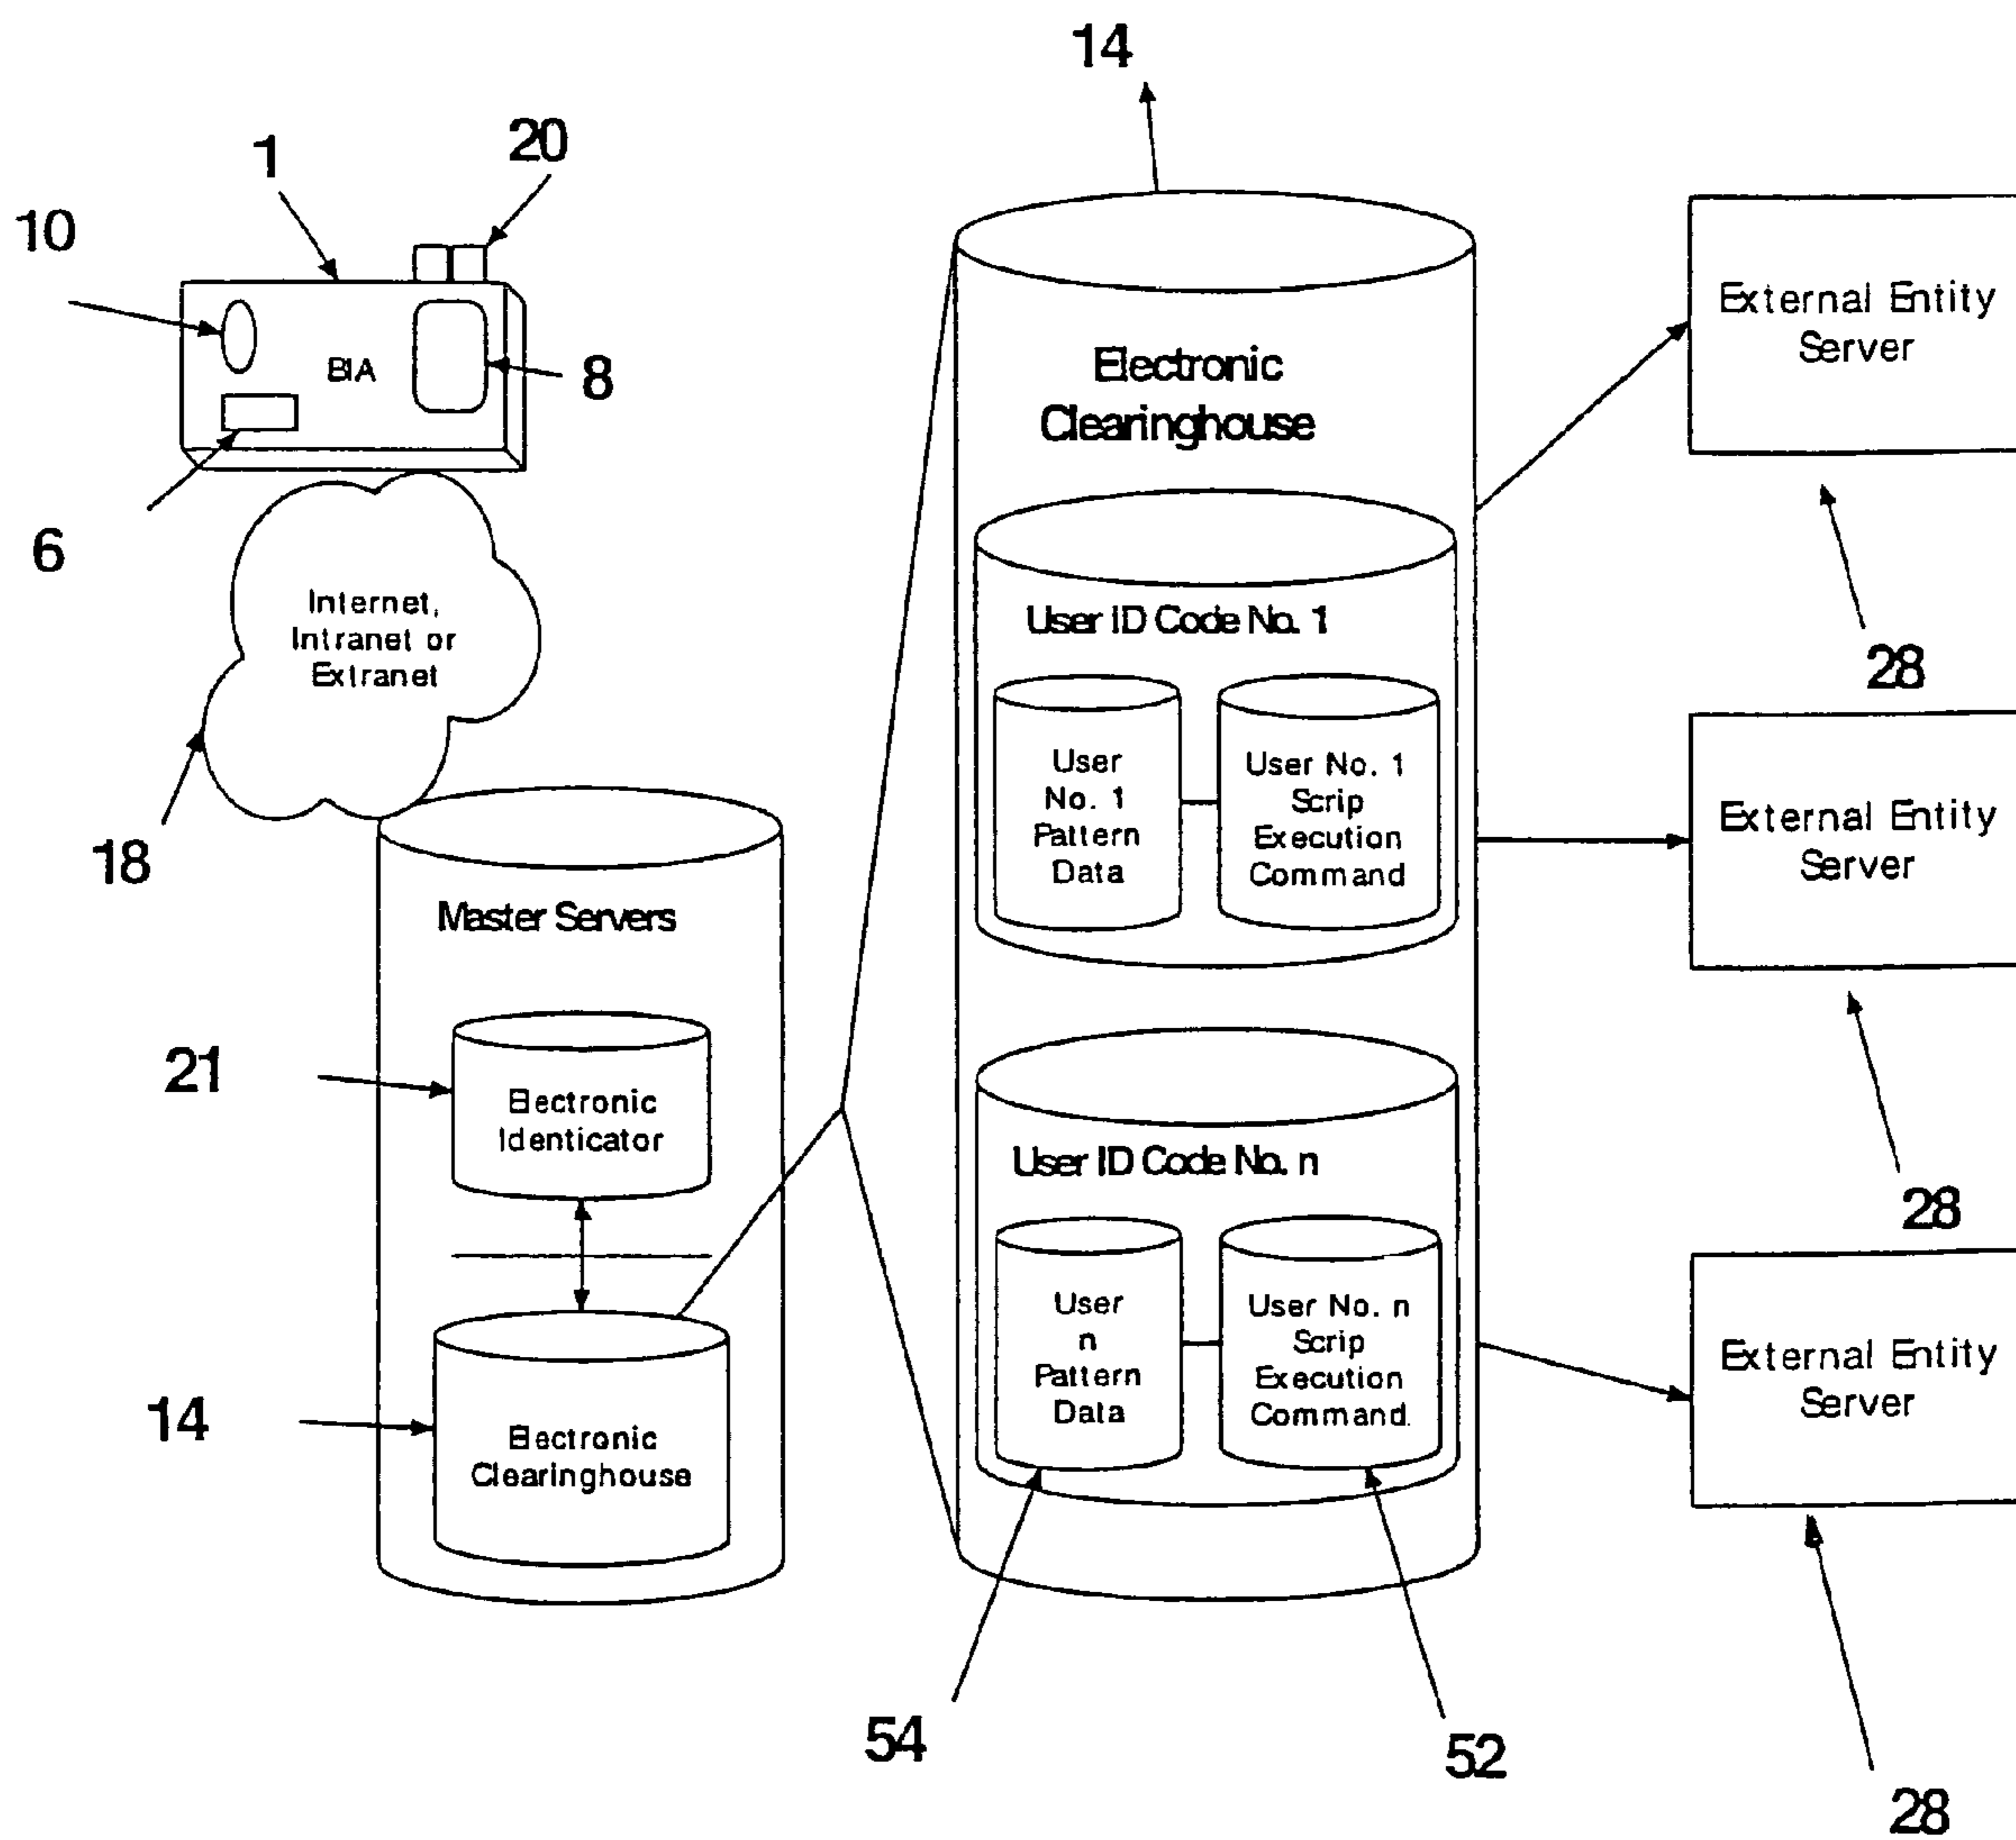 14
1
20
10
BIA
8
6
Internet,
Intranet or
Extranet
18
Master Servers
21
Electronic
Identicator
14
Electronic
Clearinghouse
Electronic
Clearinghouse
User ID Code No. 1
User
No. 1
Pattern
Data
User No. 1
Scrip
Execution
Command
User ID Code No. n
User
n
Pattern
Data
User No. n
Scrip
Execution
Command.
54
52
External Entity
Server
28
External Entity
Server
28
External Entity
Server
28